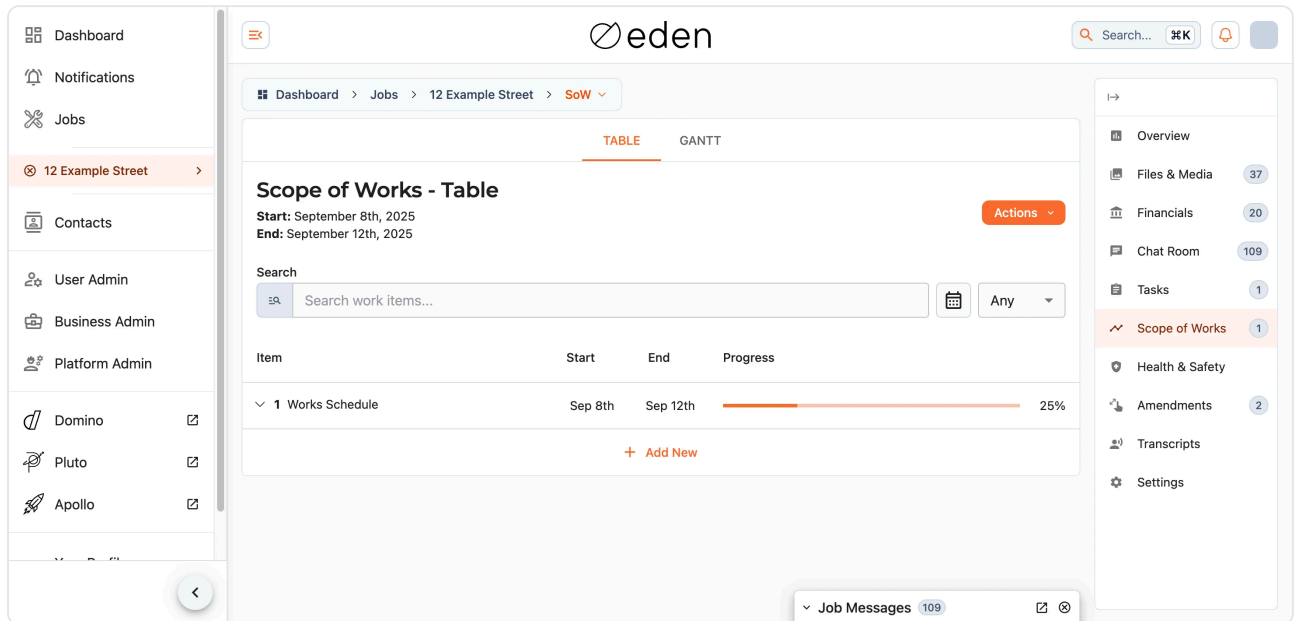 Dashboard
Notifications
Jobs
12 Example Street
Contacts
User Admin
Business Admin
Platform Admin
Domino
Pluto
Apollo
eden
Search... ⌘K
Dashboard > Jobs > 12 Example Street > SoW
TABLE GANTT
Scope of Works - Table
Start: September 8th, 2025
End: September 12th, 2025
Actions
Search
Search work items...
Any
Item Start End Progress
1 Works Schedule Sep 8th Sep 12th 25%
+ Add New
Job Messages 109
Overview
Files & Media 37
Financials 20
Chat Room 109
Tasks 1
Scope of Works 1
Health & Safety
Amendments 2
Transcripts
Settings